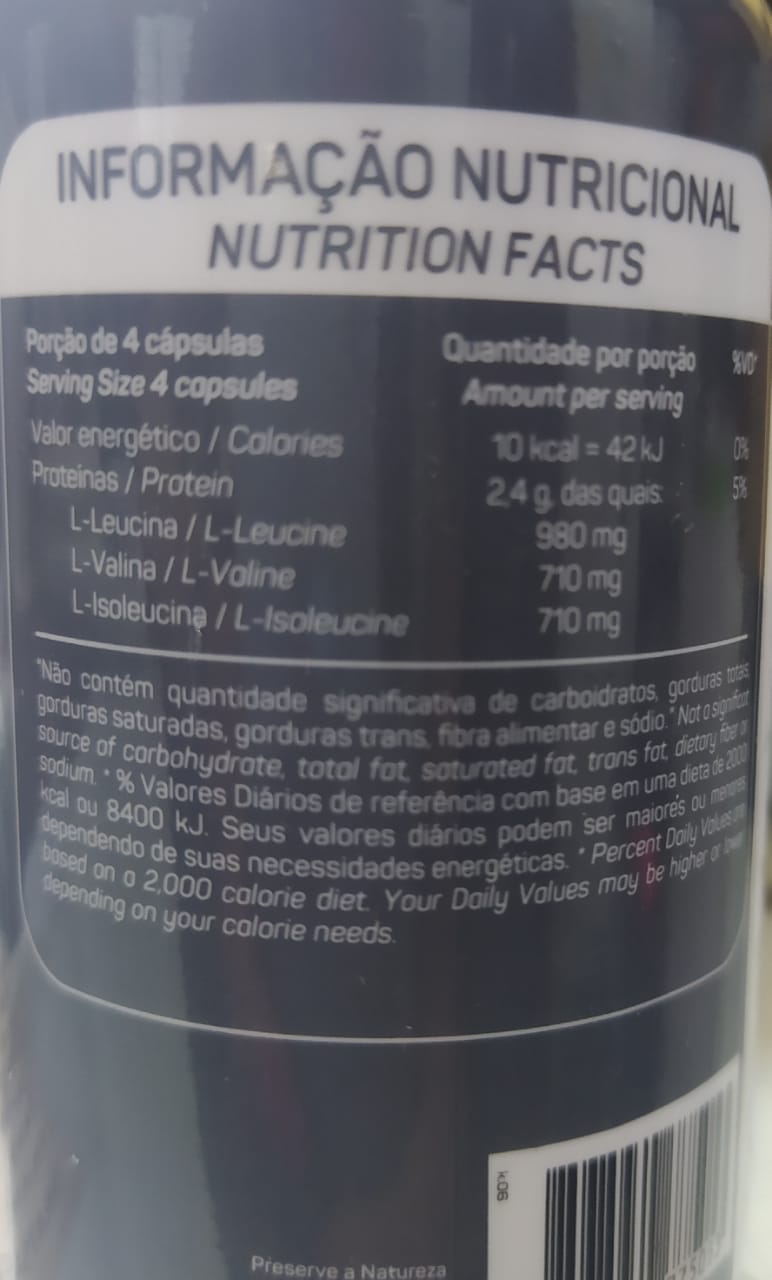 INFORMAÇÃO NUTRICIONAL
NUTRITION FACTS
Porção de 4 cápsulas Quantidade por porção %VD*
Serving Size 4 capsules Amount per serving
Valor energético / Calories 10 kcal = 42 kJ 0%
Proteínas / Protein 2,4 g, das quais: 5%
L-Leucina / L-Leucine 980 mg
L-Valina / L-Valine 710 mg
L-Isoleucina / L-Isoleucine 710 mg
"Não contém quantidade significativa de carboidratos, gorduras totais,
gorduras saturadas, gorduras trans, fibra alimentar e sódio." Not a significant
source of carbohydrate, total fat, saturated fat, trans fat, dietary fiber or
sodium. * % Valores Diários de referência com base em uma dieta de 2000
kcal ou 8400 kJ. Seus valores diários podem ser maiores ou menores
dependendo de suas necessidades energéticas. * Percent Daily Values are
based on a 2,000 calorie diet. Your Daily Values may be higher or lower
depending on your calorie needs.
k.06
Preserve a Natureza